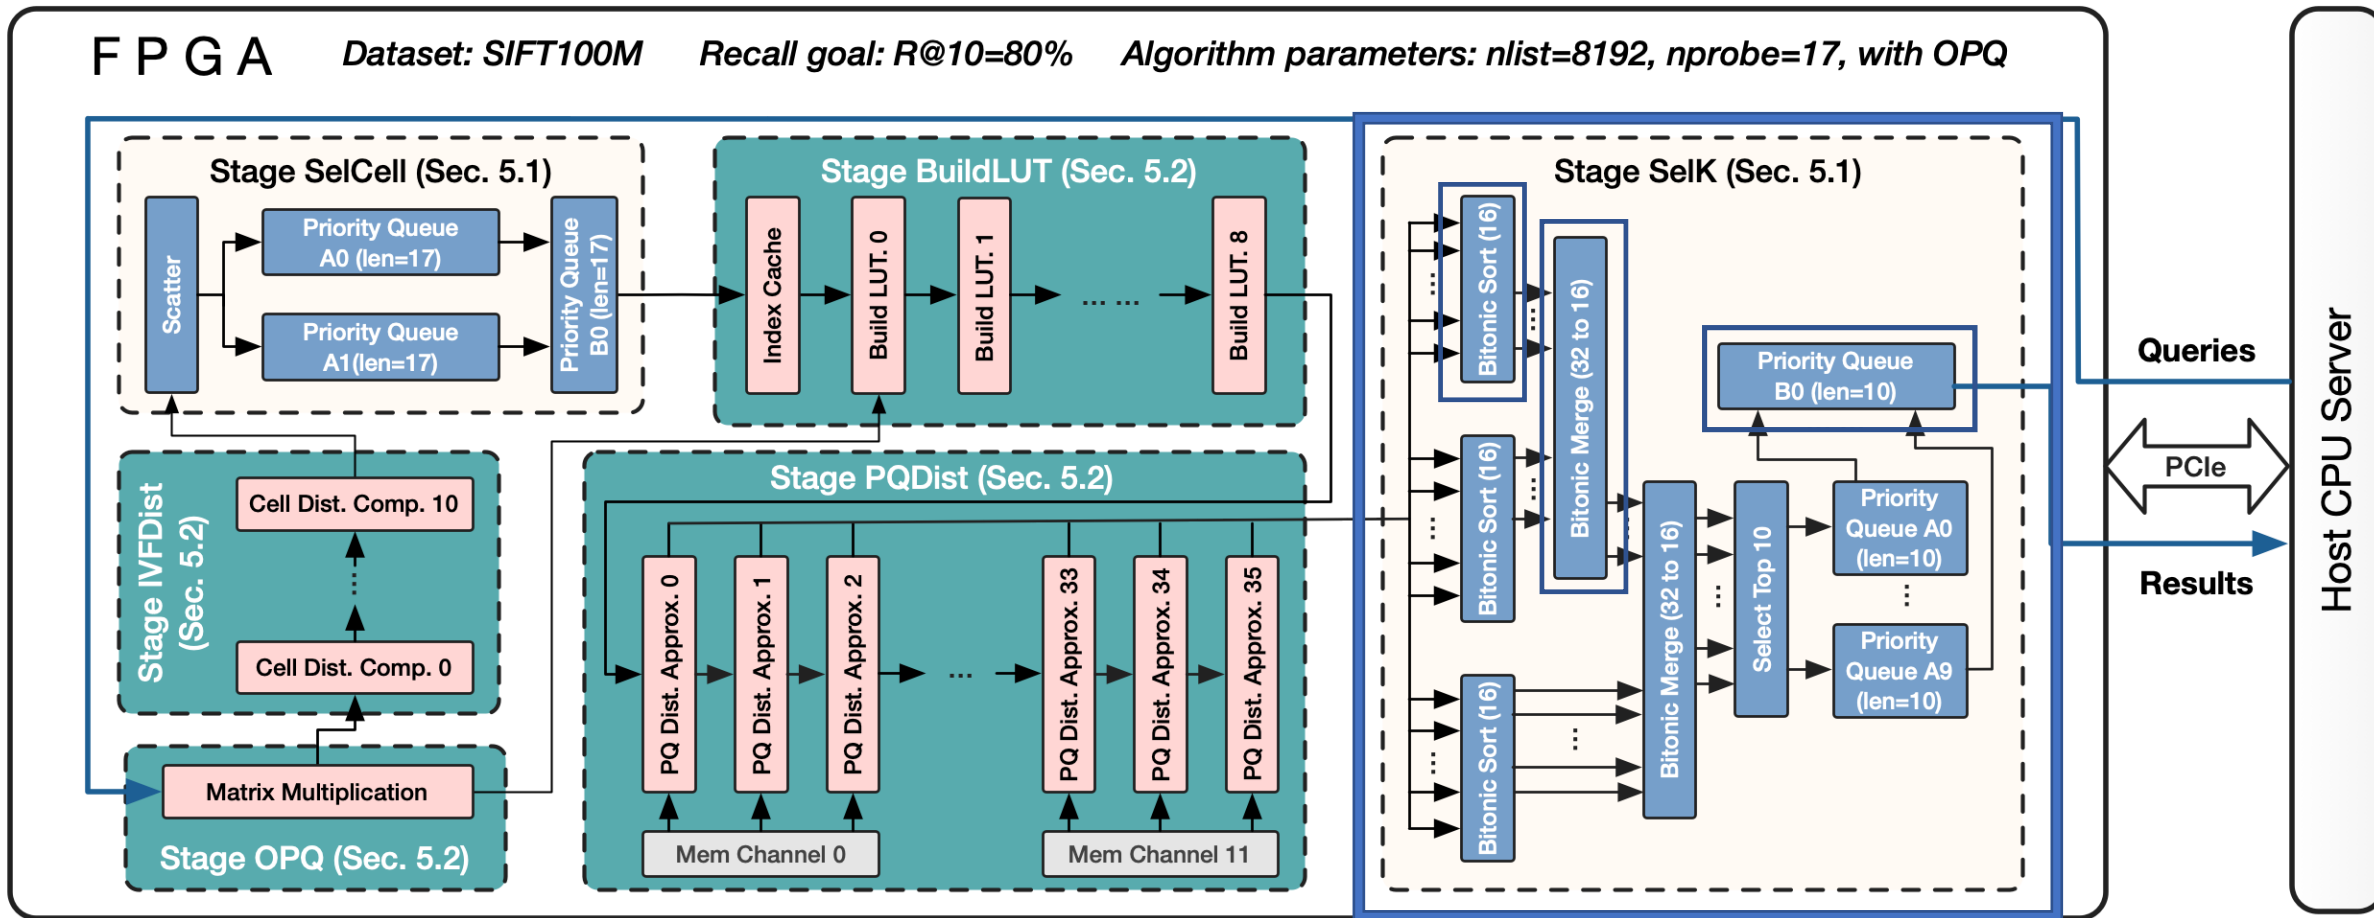 FPGA
Dataset: SIFT100M
Recall goal: R@10=80%
Algorithm parameters: nlist=8192, nprobe=17, with OPQ
Stage SelCell (Sec. 5.1)
Scatter
Priority Queue
A0 (len=17)
Priority Queue
A1(len=17)
Priority Queue
B0 (len=17)
Stage BuildLUT (Sec. 5.2)
Index Cache
Build LUT. 0
Build LUT. 1
... ...
Build LUT. 8
Stage IVFDist
(Sec. 5.2)
Cell Dist. Comp. 10
...
Cell Dist. Comp. 0
Matrix Multiplication
Stage OPQ (Sec. 5.2)
Stage PQDist (Sec. 5.2)
PQ Dist. Approx. 0
PQ Dist. Approx. 1
PQ Dist. Approx. 2
...
PQ Dist. Approx. 33
PQ Dist. Approx. 34
PQ Dist. Approx. 35
Mem Channel 0
Mem Channel 11
Stage SelK (Sec. 5.1)
...
Bitonic Sort (16)
...
Bitonic Merge (32 to 16)
...
Bitonic Sort (16)
...
...
Bitonic Sort (16)
...
...
Bitonic Merge (32 to 16)
...
Select Top 10
Priority Queue
B0 (len=10)
Priority
Queue A0
(len=10)
...
Priority
Queue A9
(len=10)
Queries
PCIe
Results
Host CPU Server